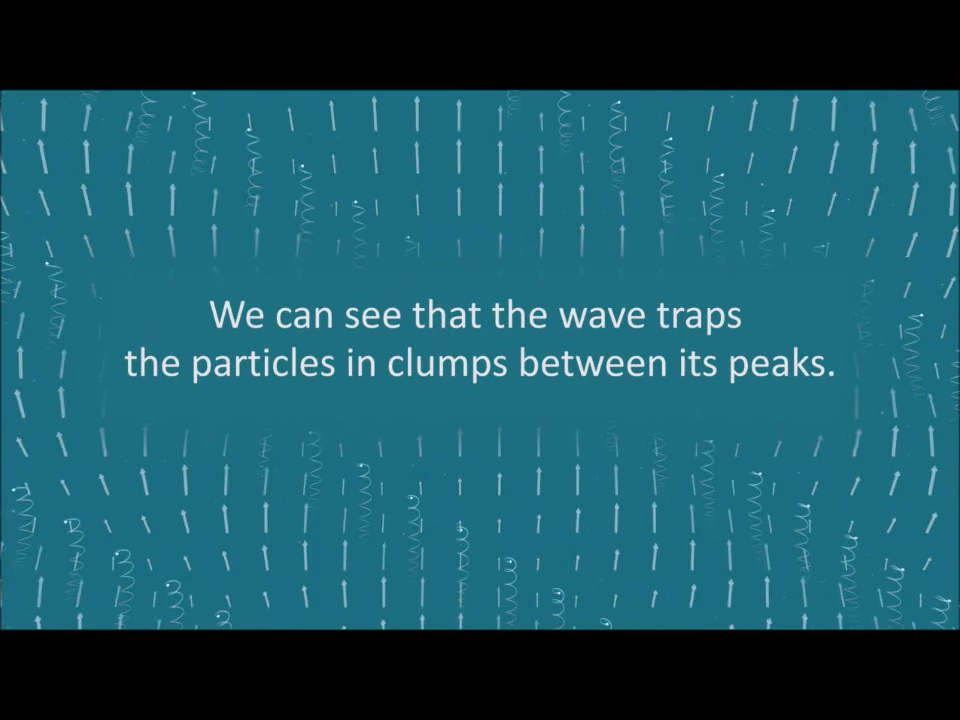 We can see that the wave traps
the particles in clumps between its peaks.